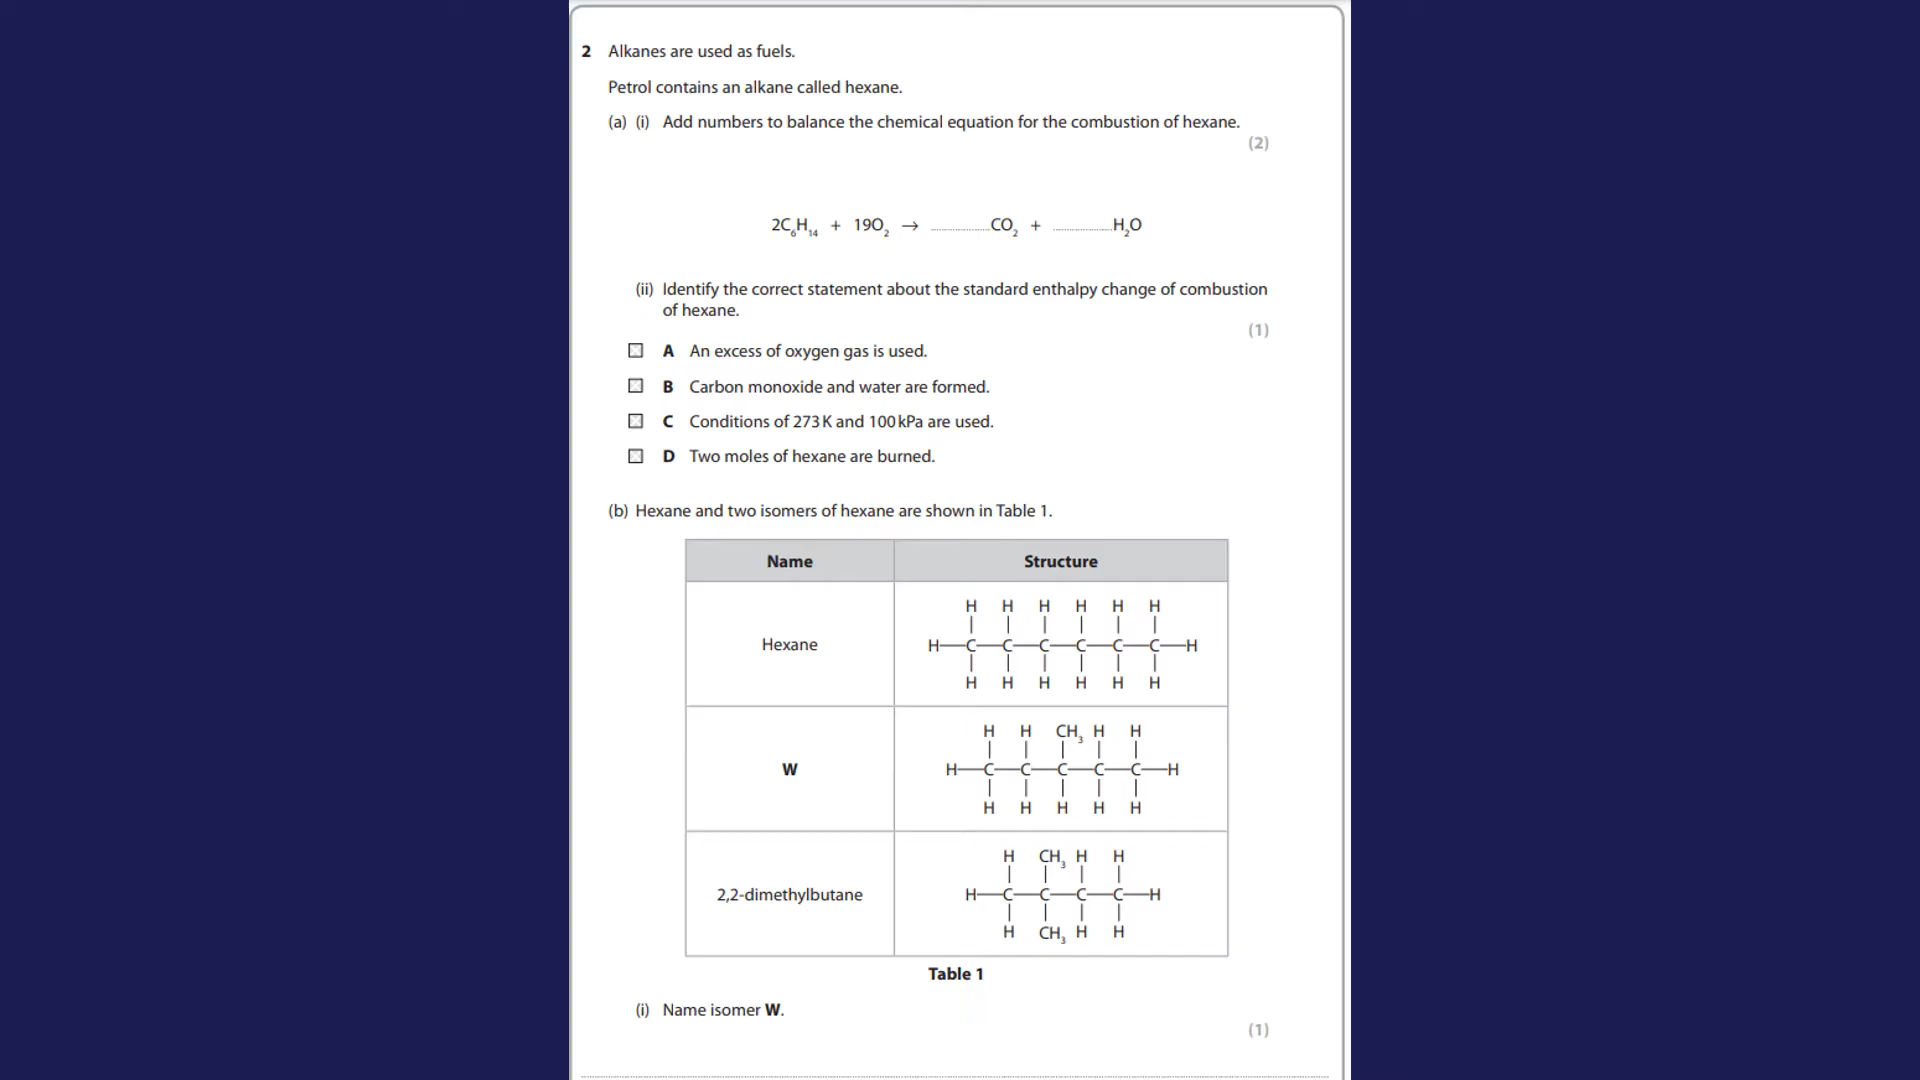 2 Alkanes are used as fuels.
Petrol contains an alkane called hexane.
(a) (i) Add numbers to balance the chemical equation for the combustion of hexane.
(2)
2C₆H₁₄ + 19O₂ → ....................CO₂ + ....................H₂O
(ii) Identify the correct statement about the standard enthalpy change of combustion
of hexane.
(1)
A An excess of oxygen gas is used.
B Carbon monoxide and water are formed.
C Conditions of 273 K and 100 kPa are used.
D Two moles of hexane are burned.
(b) Hexane and two isomers of hexane are shown in Table 1.
Name Structure
H H H H H H
Hexane H—C—C—C—C—C—C—H
H H H H H H
H H CH₃ H H
W H—C—C—C—C—C—H
H H H H H
H CH₃ H H
2,2-dimethylbutane H—C—C—C—C—H
H CH₃ H H
Table 1
(i) Name isomer W.
(1)